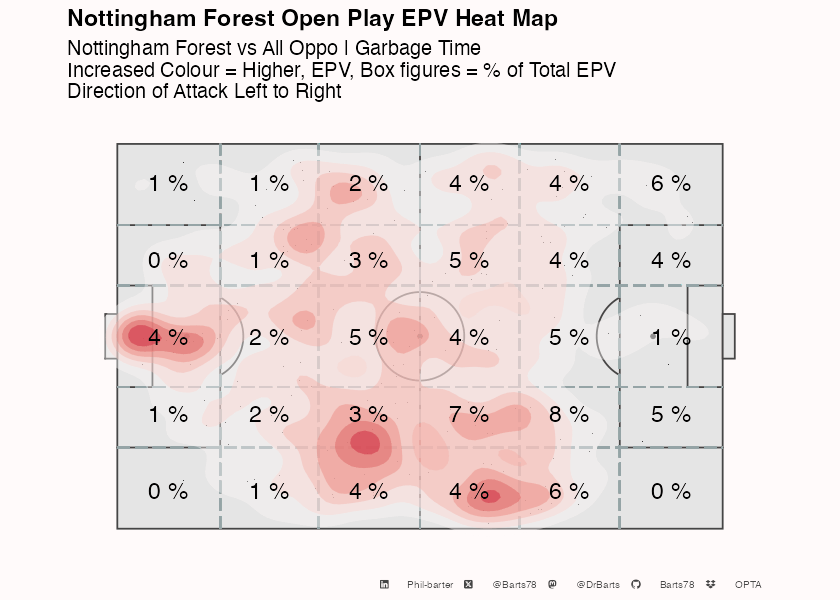 Nottingham Forest Open Play EPV Heat Map
Nottingham Forest vs All Oppo | Garbage Time
Increased Colour = Higher, EPV, Box figures = % of Total EPV
Direction of Attack Left to Right
1 % 1 % 2 % 4 % 4 % 6 %
0 % 1 % 3 % 5 % 4 % 4 %
4 % 2 % 5 % 4 % 5 % 1 %
1 % 2 % 3 % 7 % 8 % 5 %
0 % 1 % 4 % 4 % 6 % 0 %
Phil-barter @Barts78 @DrBarts Barts78 OPTA